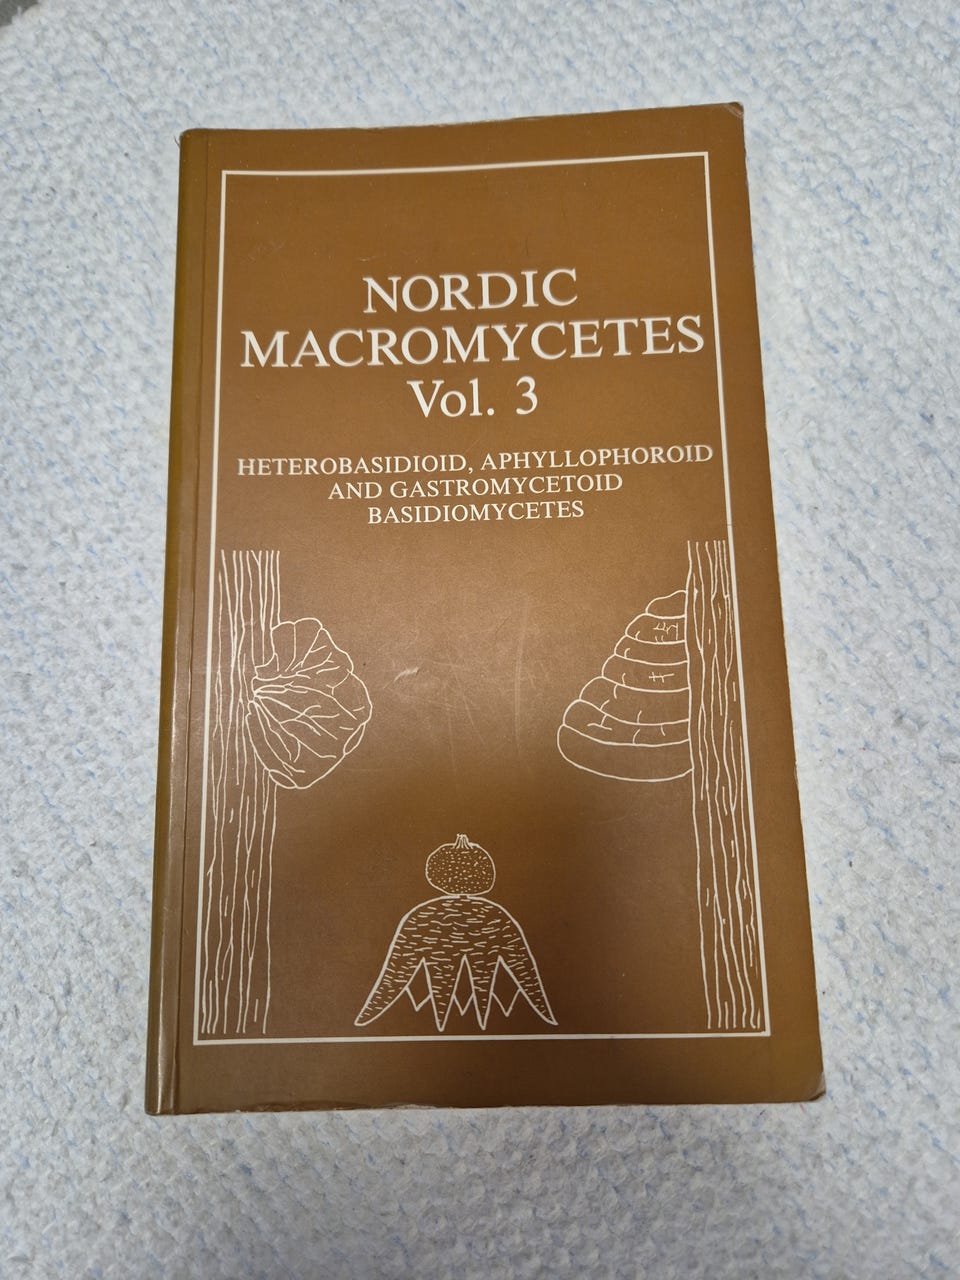 NORDIC
MACROMYCETES
Vol. 3
HETEROBASIDIOID, APHYLLOPHOROID
AND GASTROMYCETOID
BASIDIOMYCETES